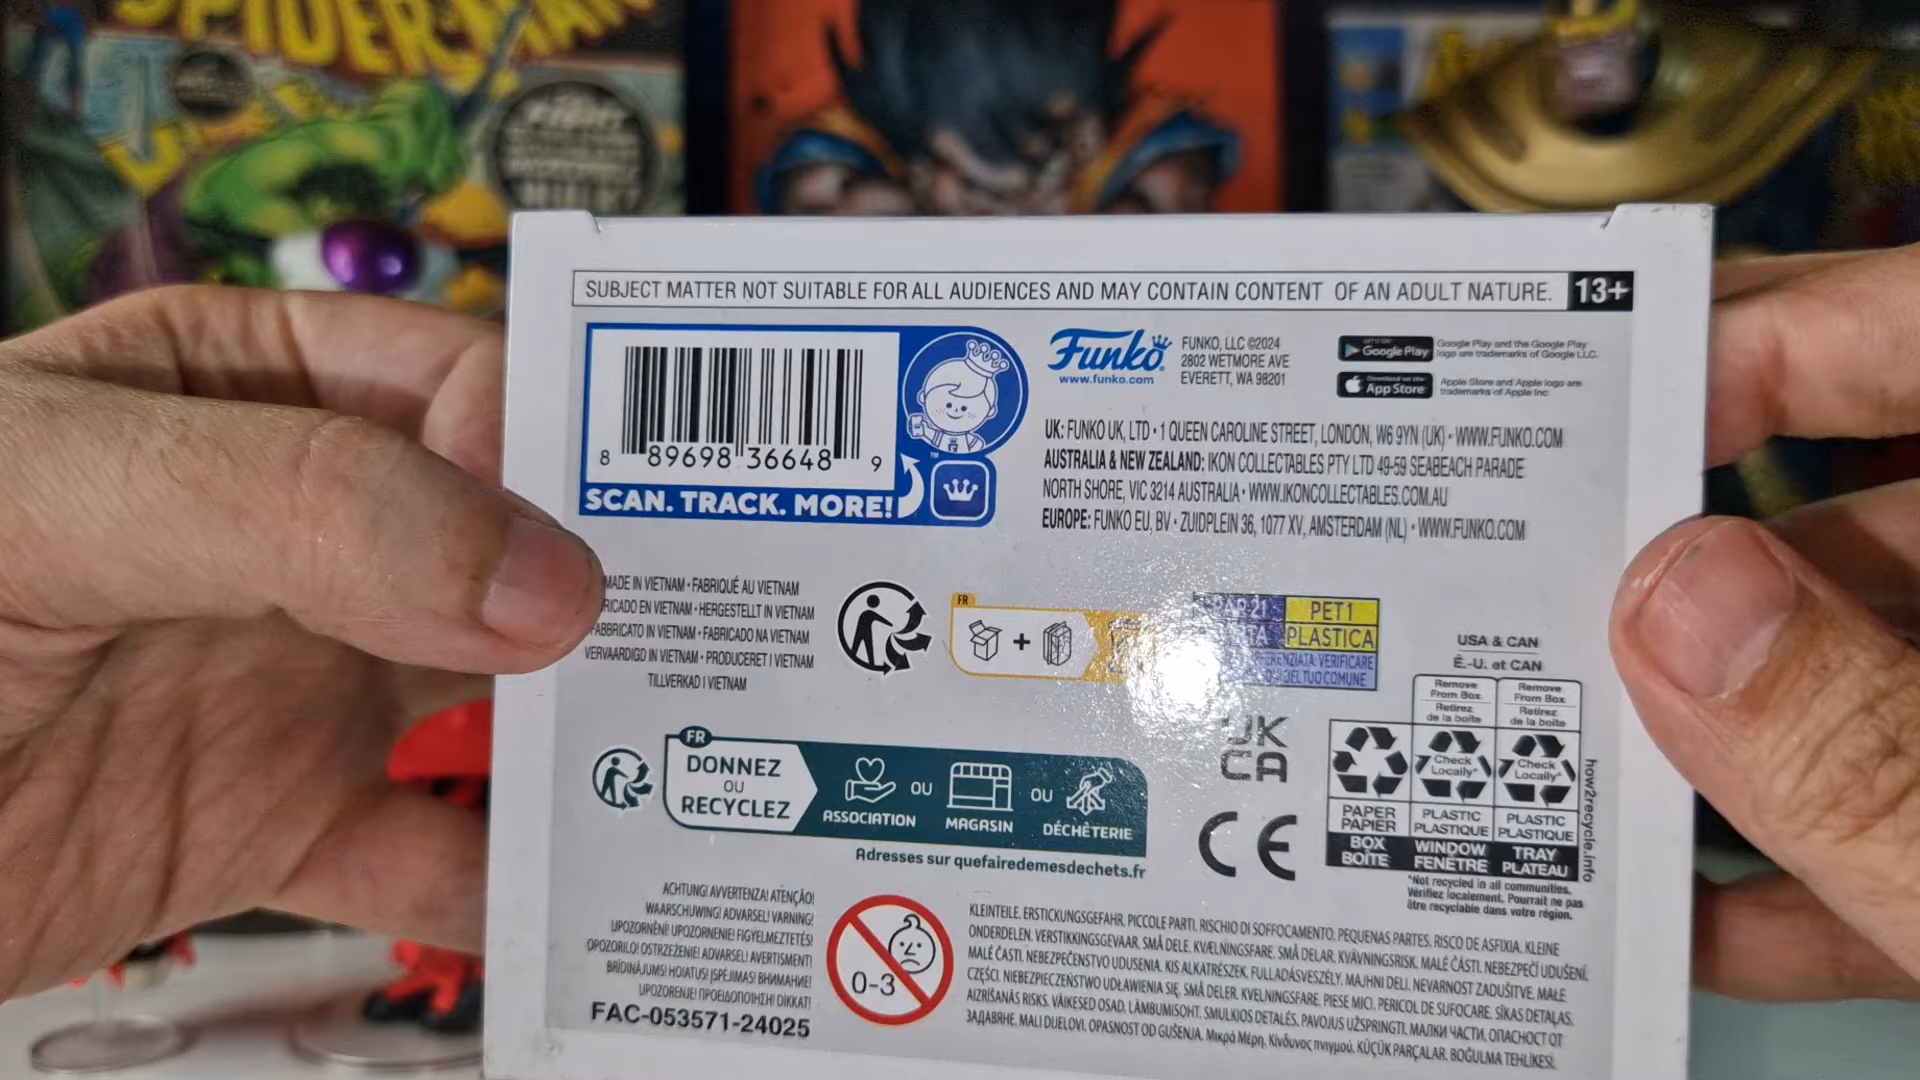 SPIDER-MAN
SUBJECT MATTER NOT SUITABLE FOR ALL AUDIENCES AND MAY CONTAIN CONTENT OF AN ADULT NATURE. 13+
8 89698 36648 9
SCAN. TRACK. MORE!
Funko
www.funko.com
FUNKO, LLC ©2024
2802 WETMORE AVE
EVERETT, WA 98201
Google Play
Google Play and the Google Play
logo are trademarks of Google LLC.
App Store
Apple Store and Apple logo are
trademarks of Apple Inc
UK: FUNKO UK, LTD • 1 QUEEN CAROLINE STREET, LONDON, W6 9YN (UK) • WWW.FUNKO.COM
AUSTRALIA & NEW ZEALAND: IKON COLLECTABLES PTY LTD 49-59 SEABEACH PARADE
NORTH SHORE, VIC 3214 AUSTRALIA • WWW.IKONCOLLECTABLES.COM.AU
EUROPE: FUNKO EU, BV • ZUIDPLEIN 36, 1077 XV, AMSTERDAM (NL) • WWW.FUNKO.COM
MADE IN VIETNAM • FABRIQUÉ AU VIETNAM
EN VIETNAM • HERGESTELLT IN VIETNAM
FABBRICATO IN VIETNAM • FABRICADO NA VIETNAM
VERVAARDIGD IN VIETNAM • PRODUCERET I VIETNAM
TILLVERKAD I VIETNAM
FR
+
PAP 21 PET1
PLASTICA
VERIFICARE
DEL TUO COMUNE.
USA & CAN
É.-U. et CAN
Remove
From Box
Retirez
de la boîte
Remove
From Box
Retirez
de la boîte
Check
Locally*
Check
Locally*
PAPER
PAPIER
PLASTIC
PLASTIQUE
PLASTIC
PLASTIQUE
BOX
BOÎTE
WINDOW
FENÊTRE
TRAY
PLATEAU
how2recycle.info
*Not recycled in all communities.
Vérifiez localement. Pourrait ne pas
être recyclable dans votre région.
FR
DONNEZ
OU
RECYCLEZ
ASSOCIATION
OU
MAGASIN
OU
DÉCHÈTERIE
Adresses sur quefairedemesdechets.fr
UK
CA
CE
ACHTUNG! AVVERTENZA! ATENÇÃO!
WAARSCHUWING! ADVARSEL! VARNING!
UPOZORNĚNÍ! UPOZORNENIE! FIGYELMEZTETÉS!
OPOZORILO! OSTRZEŻENIE! ADVARSEL! AVERTISMENT!
BRĪDINĀJUMS! HOIATUS! ĮSPĖJIMAS! ВНИМАНИЕ!
UPOZORENJE! ΠΡΟΕΙΔΟΠΟΙΗΣΗ! DİKKAT!
FAC-053571-24025
0-3
KLEINTEILE. ERSTICKUNGSGEFAHR. PICCOLE PARTI. RISCHIO DI SOFFOCAMENTO. PEQUENAS PARTES. RISCO DE ASFIXIA. KLEINE
ONDERDELEN. VERSTIKKINGSGEVAAR. SMÅ DELE. KVÆLNINGSFARE. SMÅ DELAR. KVÄVNINGSRISK. MALÉ ČÁSTI. NEBEZPEČÍ UDUŠENÍ.
MALÉ ČASTI. NEBEZPEČENSTVO UDUSENIA. KIS ALKATRÉSZEK. FULLADÁSVESZÉLY. MAJHNI DELI. NEVARNOST ZADUŠITVE. MAŁE
CZĘŚCI. NIEBEZPIECZEŃSTWO UDŁAWIENIA SIĘ. SMÅ DELER. KVELNINGSFARE. PIESE MICI. PERICOL DE SUFOCARE. SĪKAS DETAĻAS.
AIZRĪŠANĀS RISKS. VÄIKESED OSAD. LÄMBUMISOHT. SMULKIOS DETALĖS. PAVOJUS UŽSPRINGTI. МАЛКИ ЧАСТИ. ОПАСНОСТ ОТ
ЗАДАВЯНЕ. MALI DIJELOVI. OPASNOST OD GUŠENJA. Μικρά Μέρη. Κίνδυνος πνιγμού. KÜÇÜK PARÇALAR. BOĞULMA TEHLİKESİ.